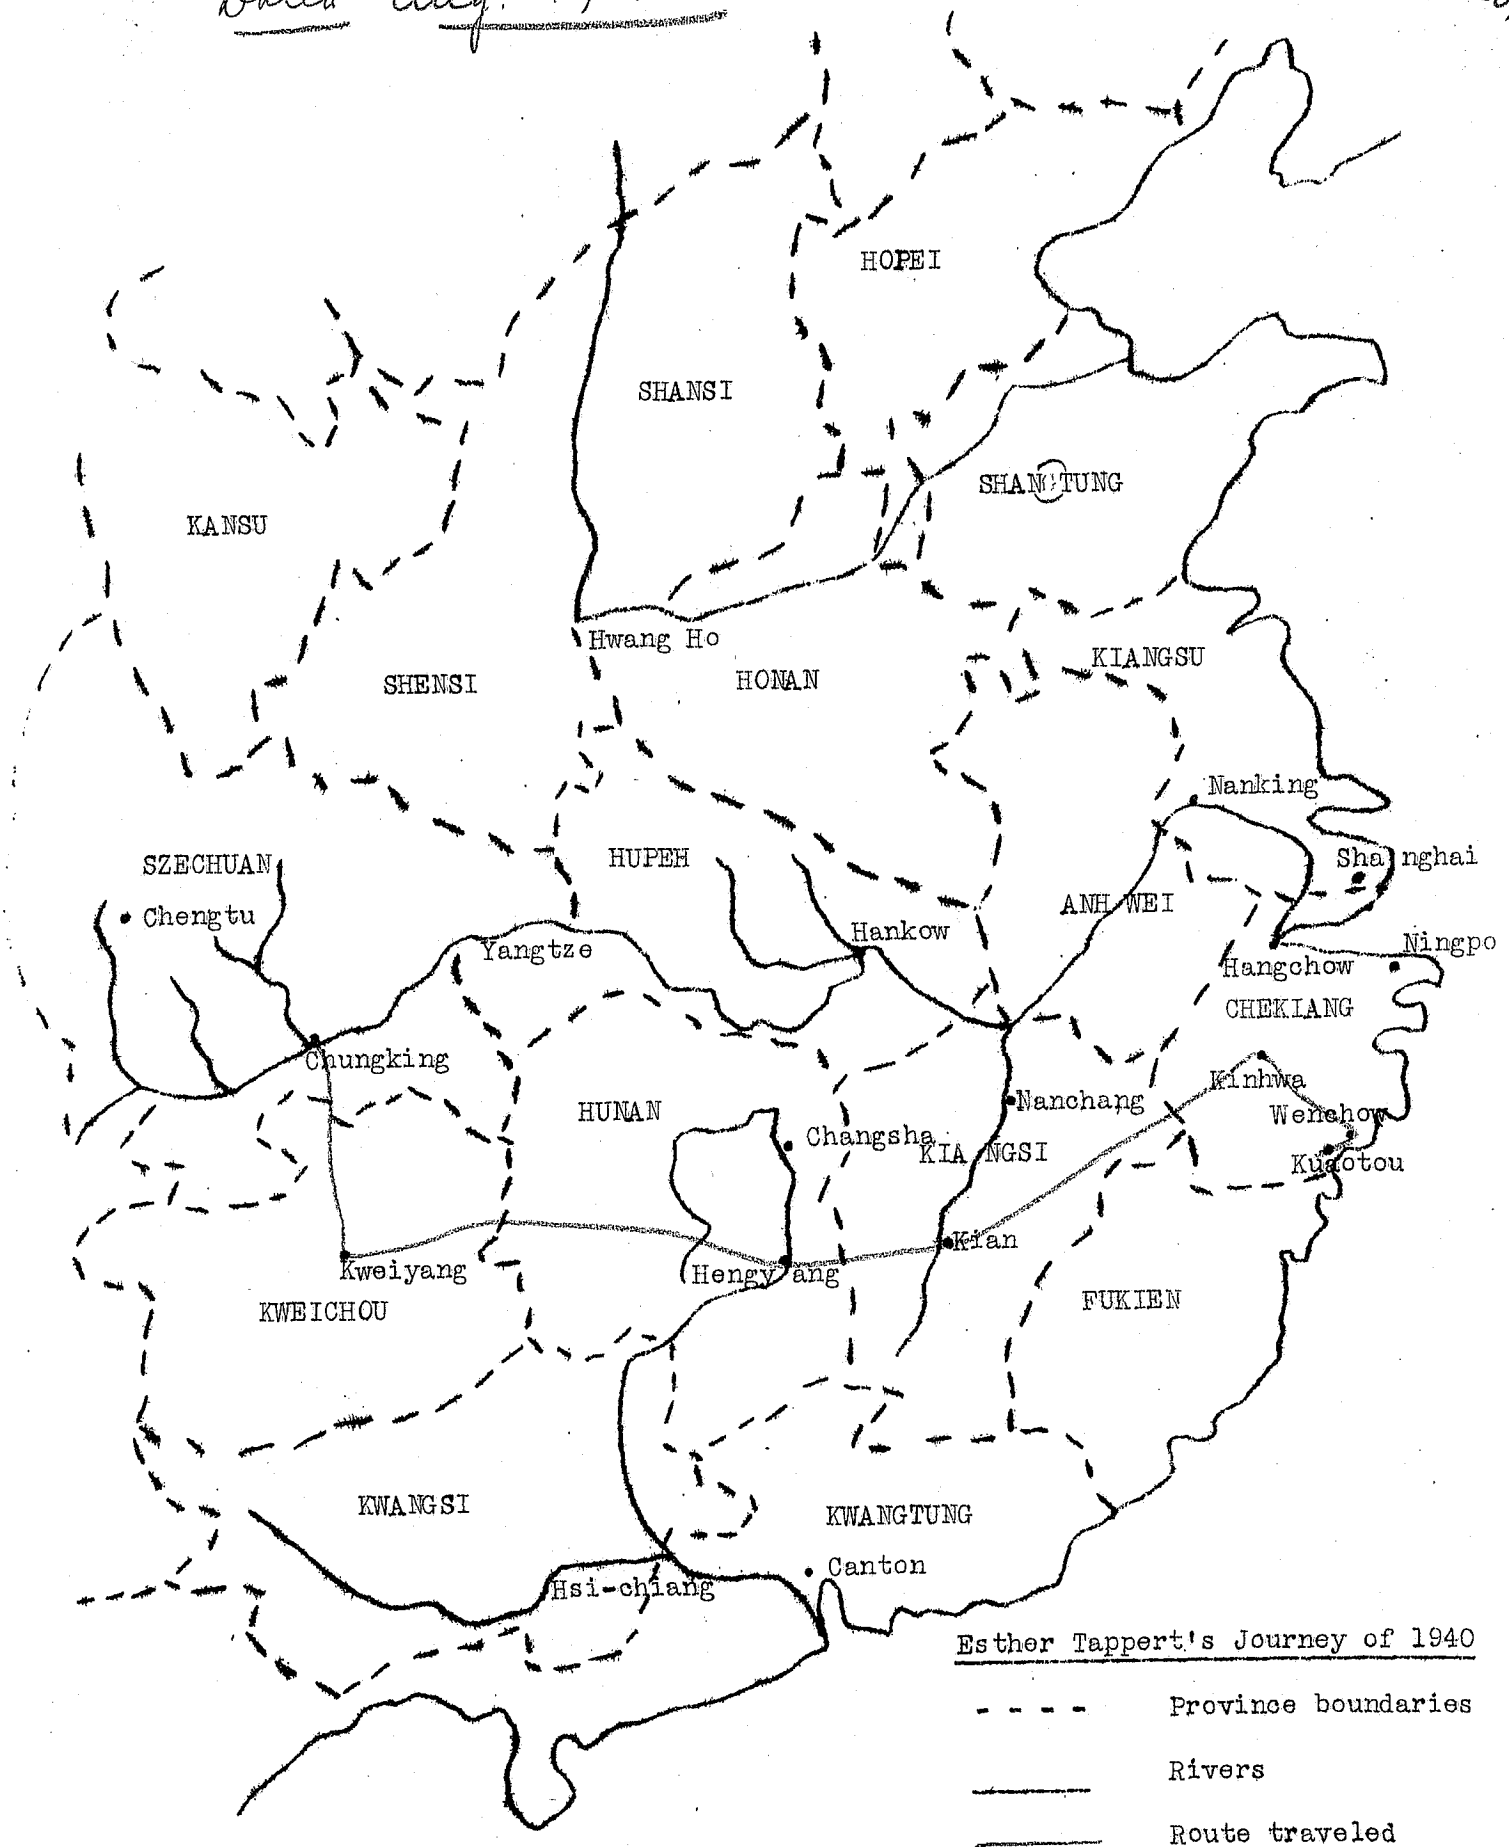 HOPEI
SHANSI
SHANGTUNG
KANSU
Hwang Ho
KIANGSU
SHENSI
HONAN
Nanking
SZECHUAN
HUPEH
Shanghai
ANHWEI
Chengtu
Hankow
Ningpo
Yangtze
Hangchow
CHEKIANG
Chungking
Kinhwa
HUNAN
Nanchang
Wenchow
Changsha
KIANGSI
Kuaotou
Kian
Kweiyang
Hengyang
KWEICHOU
FUKIEN
KWANGSI
KWANGTUNG
Canton
Hsi-chiang
Esther Tappert's Journey of 1940
Province boundaries
Rivers
Route traveled